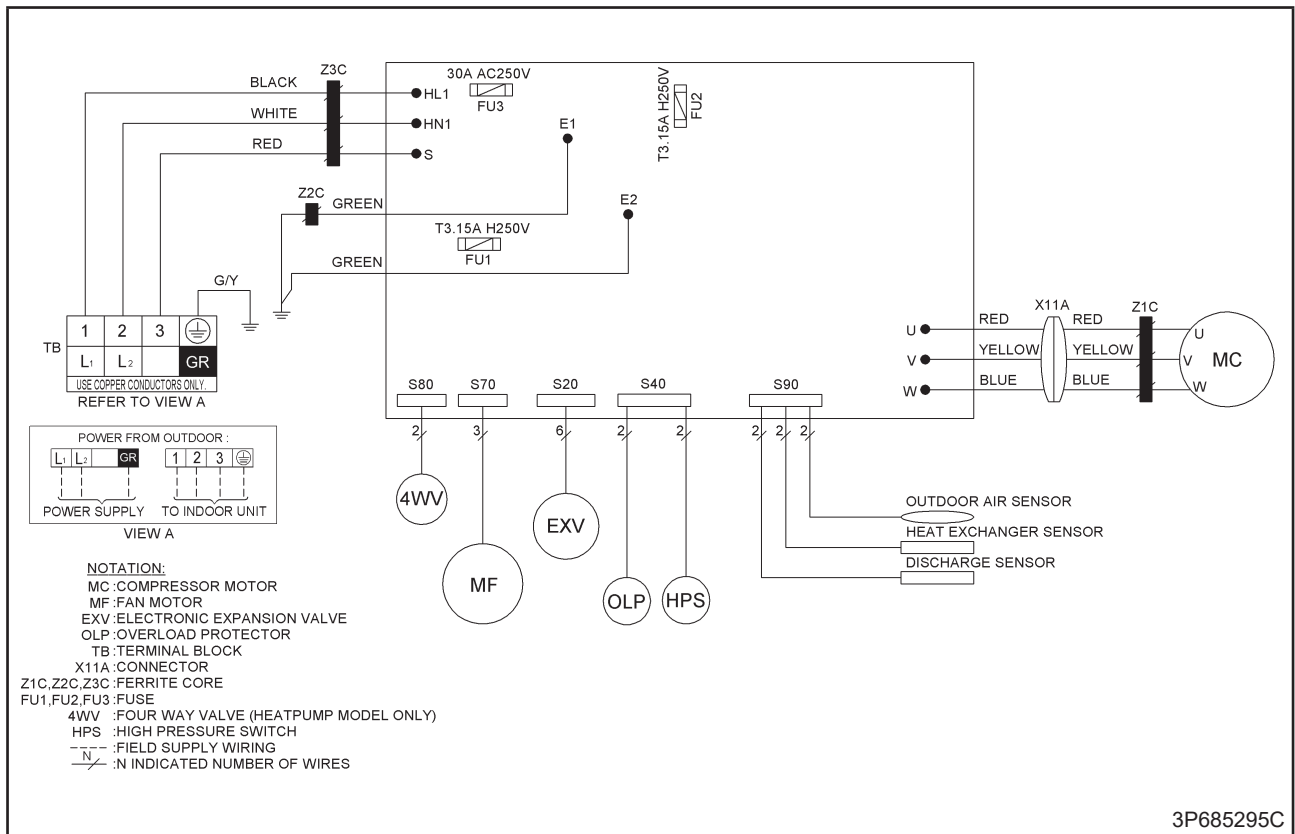 Z3C
BLACK
WHITE
RED
HL1
HN1
S
30A AC250V
FU3
T3.15A H250V
FU2
E1
E2
Z2C
GREEN
T3.15A H250V
FU1
GREEN
G/Y
TB
1 2 3
L1 L2 GR
USE COPPER CONDUCTORS ONLY.
REFER TO VIEW A
U RED X11A RED Z1C U
V YELLOW YELLOW V MC
W BLUE BLUE W
S80 S70 S20 S40 S90
2 3 6 2 2 2 2 2
4WV
MF
EXV
OLP
HPS
OUTDOOR AIR SENSOR
HEAT EXCHANGER SENSOR
DISCHARGE SENSOR
POWER FROM OUTDOOR :
L1 L2 GR 1 2 3
POWER SUPPLY TO INDOOR UNIT
VIEW A
NOTATION:
MC :COMPRESSOR MOTOR
MF :FAN MOTOR
EXV :ELECTRONIC EXPANSION VALVE
OLP :OVERLOAD PROTECTOR
TB :TERMINAL BLOCK
X11A :CONNECTOR
Z1C,Z2C,Z3C :FERRITE CORE
FU1,FU2,FU3 :FUSE
4WV :FOUR WAY VALVE (HEATPUMP MODEL ONLY)
HPS :HIGH PRESSURE SWITCH
:FIELD SUPPLY WIRING
N :N INDICATED NUMBER OF WIRES
3P685295C